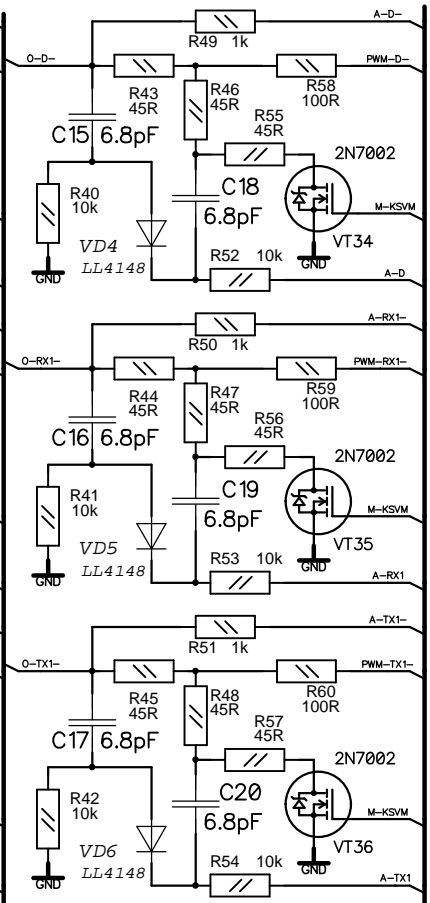 A-D-
R49 1k
O-D-
PWM-D-
R43
45R
R46
45R
R58
100R
C15 6.8pF
R55
45R
2N7002
R40
10k
C18
6.8pF
M-KSVM
VD4
LL4148
VT34
GND
R52 10k
GND
A-D
A-RX1-
R50 1k
O-RX1-
PWM-RX1-
R44
45R
R47
45R
R59
100R
C16 6.8pF
R56
45R
2N7002
R41
10k
C19
6.8pF
M-KSVM
VD5
LL4148
VT35
GND
R53 10k
GND
A-RX1
A-TX1-
R51 1k
O-TX1-
PWM-TX1-
R45
45R
R48
45R
R60
100R
C17 6.8pF
R57
45R
2N7002
R42
10k
C20
6.8pF
M-KSVM
VD6
LL4148
VT36
GND
R54 10k
GND
A-TX1